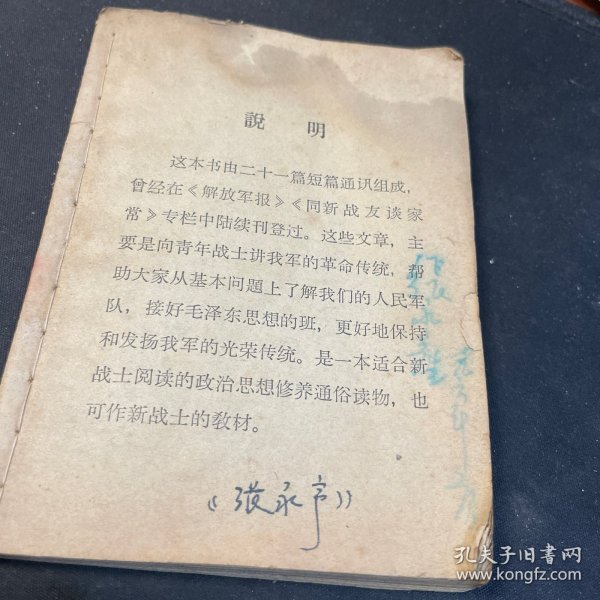 說 明
这本书由二十一篇短篇通讯组成，
曾经在《解放军报》《同新战友谈家
常》专栏中陆续刊登过。这些文章，主
要是向青年战士讲我军的革命传统，帮
助大家从基本问題上了解我们的人民军
队，接好毛泽东思想的班，更好地保持
和发扬我军的光荣传统。是一本适合新
战士阅读的政治思想修养通俗读物，也
可作新战士的教材。
《张永声》
孔夫子旧书网
www.kongfz.com